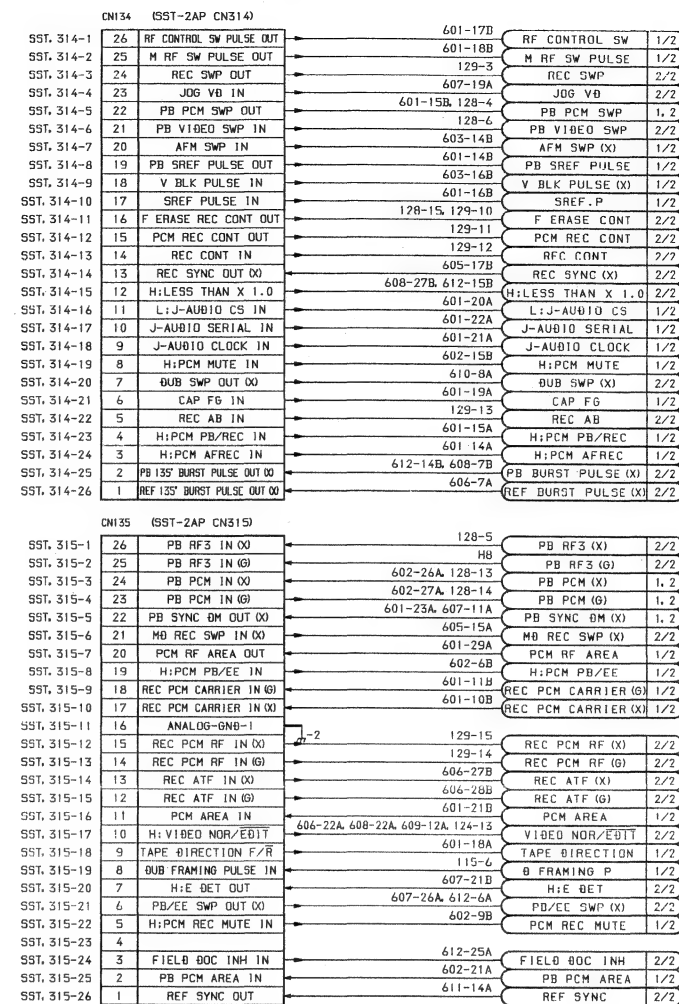 CN134 (SST-2AP CN314)
SST. 314-1 26 RF CONTROL SW PULSE OUT 601-17B RF CONTROL SW 1/2
SST. 314-2 25 M RF SW PULSE OUT 601-18B M RF SW PULSE 1/2
SST. 314-3 24 REC SWP OUT 129-3 REC SWP 2/2
SST. 314-4 23 JOG VD IN 607-19A JOG VD 2/2
SST. 314-5 22 PB PCM SWP OUT 601-15B, 128-4 PB PCM SWP 1, 2
SST. 314-6 21 PB VIDEO SWP IN 128-6 PB VIDEO SWP 2/2
SST. 314-7 20 AFM SWP IN 603-14B AFM SWP (X) 1/2
SST. 314-8 19 PB SREF PULSE OUT 601-14B PB SREF PULSE 1/2
SST. 314-9 18 V BLK PULSE IN 603-16B V BLK PULSE (X) 1/2
SST. 314-10 17 SREF PULSE IN 601-16B SREF.P 1/2
SST. 314-11 16 F ERASE REC CONT OUT 128-15, 129-10 F ERASE CONT 2/2
SST. 314-12 15 PCM REC CONT OUT 129-11 PCM REC CONT 2/2
SST. 314-13 14 REC CONT IN 129-12 REC CONT 2/2
SST. 314-14 13 REC SYNC OUT (X) 605-17B REC SYNC (X) 2/2
SST. 314-15 12 H:LESS THAN X 1.0 608-27B, 612-15B H:LESS THAN X 1.0 2/2
SST. 314-16 11 L:J-AUDIO CS IN 601-20A L:J-AUDIO CS 1/2
SST. 314-17 10 J-AUDIO SERIAL IN 601-22A J-AUDIO SERIAL 1/2
SST. 314-18 9 J-AUDIO CLOCK IN 601-21A J-AUDIO CLOCK 1/2
SST. 314-19 8 H:PCM MUTE IN 602-15B H:PCM MUTE 1/2
SST. 314-20 7 DUB SWP OUT (X) 610-8A DUB SWP (X) 2/2
SST. 314-21 6 CAP FG IN 601-19A CAP FG 1/2
SST. 314-22 5 REC AB IN 129-13 REC AB 2/2
SST. 314-23 4 H:PCM PB/REC IN 601-15A H:PCM PB/REC 1/2
SST. 314-24 3 H:PCM AFREC IN 601-14A H:PCM AFREC 1/2
SST. 314-25 2 PB 135° BURST PULSE OUT (X) 612-14B, 608-7B PB BURST PULSE (X) 2/2
SST. 314-26 1 REF 135° BURST PULSE OUT (X) 606-7A REF BURST PULSE (X) 2/2
CN135 (SST-2AP CN315)
SST. 315-1 26 PB RF3 IN (X) 128-5 PB RF3 (X) 2/2
SST. 315-2 25 PB RF3 IN (G) H8 PB RF3 (G) 2/2
SST. 315-3 24 PB PCM IN (X) 602-26A, 128-13 PB PCM (X) 1, 2
SST. 315-4 23 PB PCM IN (G) 602-27A, 128-14 PB PCM (G) 1, 2
SST. 315-5 22 PB SYNC DM OUT (X) 601-23A, 607-11A PB SYNC DM (X) 1, 2
SST. 315-6 21 MD REC SWP IN (X) 605-15A MD REC SWP (X) 2/2
SST. 315-7 20 PCM RF AREA OUT 601-29A PCM RF AREA 1/2
SST. 315-8 19 H:PCM PB/EE IN 602-6B H:PCM PB/EE 1/2
SST. 315-9 18 REC PCM CARRIER IN (G) 601-11B REC PCM CARRIER (G) 1/2
SST. 315-10 17 REC PCM CARRIER IN (X) 601-10B REC PCM CARRIER (X) 1/2
SST. 315-11 16 ANALOG-GND-1 -2
SST. 315-12 15 REC PCM RF IN (X) 129-15 REC PCM RF (X) 2/2
SST. 315-13 14 REC PCM RF IN (G) 129-14 REC PCM RF (G) 2/2
SST. 315-14 13 REC ATF IN (X) 606-27B REC ATF (X) 2/2
SST. 315-15 12 REC ATF IN (G) 606-28B REC ATF (G) 2/2
SST. 315-16 11 PCM AREA IN 601-21B PCM AREA 1/2
SST. 315-17 10 H:VIDEO NOR/EDIT 606-22A, 608-22A, 609-12A, 124-13 VIDEO NOR/EDIT 2/2
SST. 315-18 9 TAPE DIRECTION F/R 601-18A TAPE DIRECTION 1/2
SST. 315-19 8 DUB FRAMING PULSE IN 115-6 D FRAMING P 1/2
SST. 315-20 7 H:E DET OUT 607-21B H:E DET 2/2
SST. 315-21 6 PB/EE SWP OUT (X) 607-26A, 612-6A PB/EE SWP (X) 2/2
SST. 315-22 5 H:PCM REC MUTE IN 602-9B PCM REC MUTE 1/2
SST. 315-23 4
SST. 315-24 3 FIELD DOC INH IN 612-25A FIELD DOC INH 2/2
SST. 315-25 2 PB PCM AREA IN 602-21A PB PCM AREA 1/2
SST. 315-26 1 REF SYNC OUT 611-14A REF SYNC 2/2